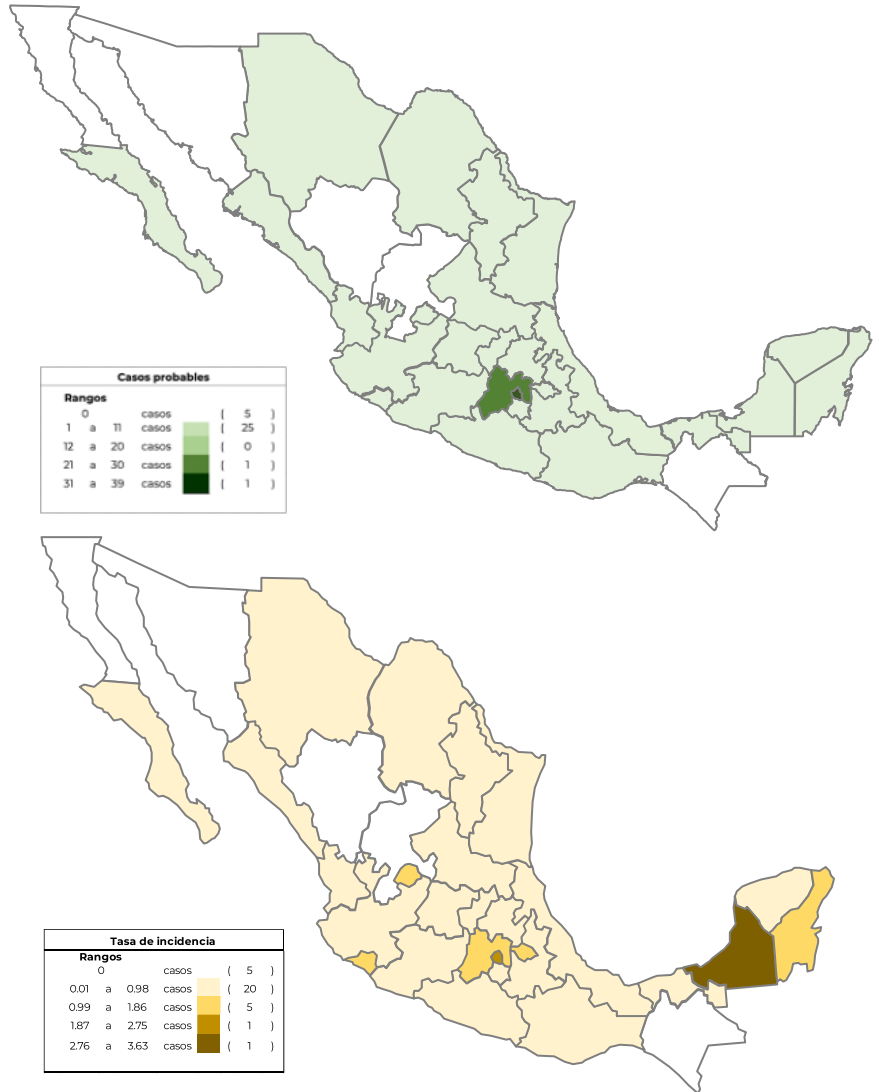 Casos probables
Rangos
0 casos ( 5 )
1 a 11 casos ( 25 )
12 a 20 casos ( 0 )
21 a 30 casos ( 1 )
31 a 39 casos ( 1 )
Tasa de incidencia
Rangos
0 casos ( 5 )
0.01 a 0.98 casos ( 20 )
0.99 a 1.86 casos ( 5 )
1.87 a 2.75 casos ( 1 )
2.76 a 3.63 casos ( 1 )